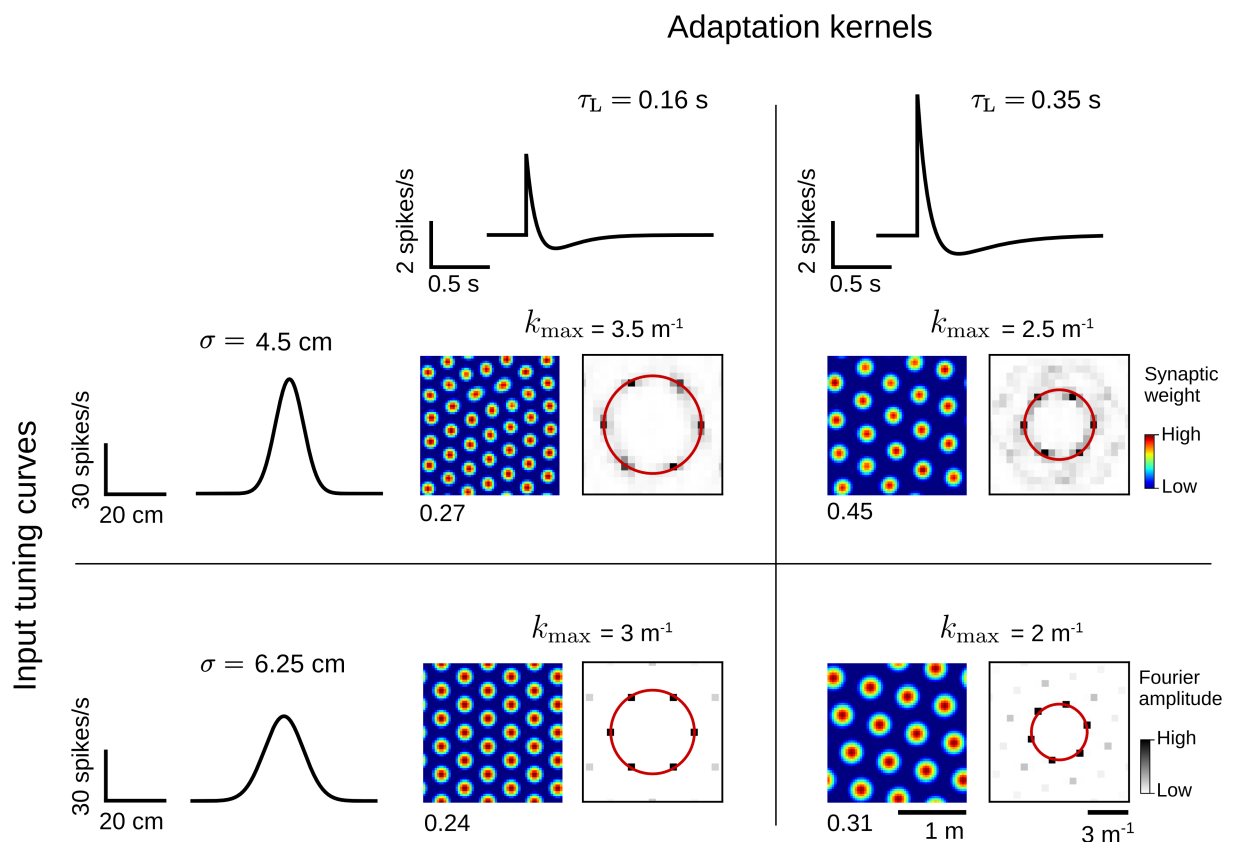 Adaptation kernels
τL = 0.16 s
τL = 0.35 s
2 spikes/s
0.5 s
2 spikes/s
0.5 s
Input tuning curves
σ = 4.5 cm
30 spikes/s
20 cm
kmax = 3.5 m-1
0.27
kmax = 2.5 m-1
0.45
Synaptic
weight
High
Low
σ = 6.25 cm
30 spikes/s
20 cm
kmax = 3 m-1
0.24
kmax = 2 m-1
0.31
1 m
3 m-1
Fourier
amplitude
High
Low